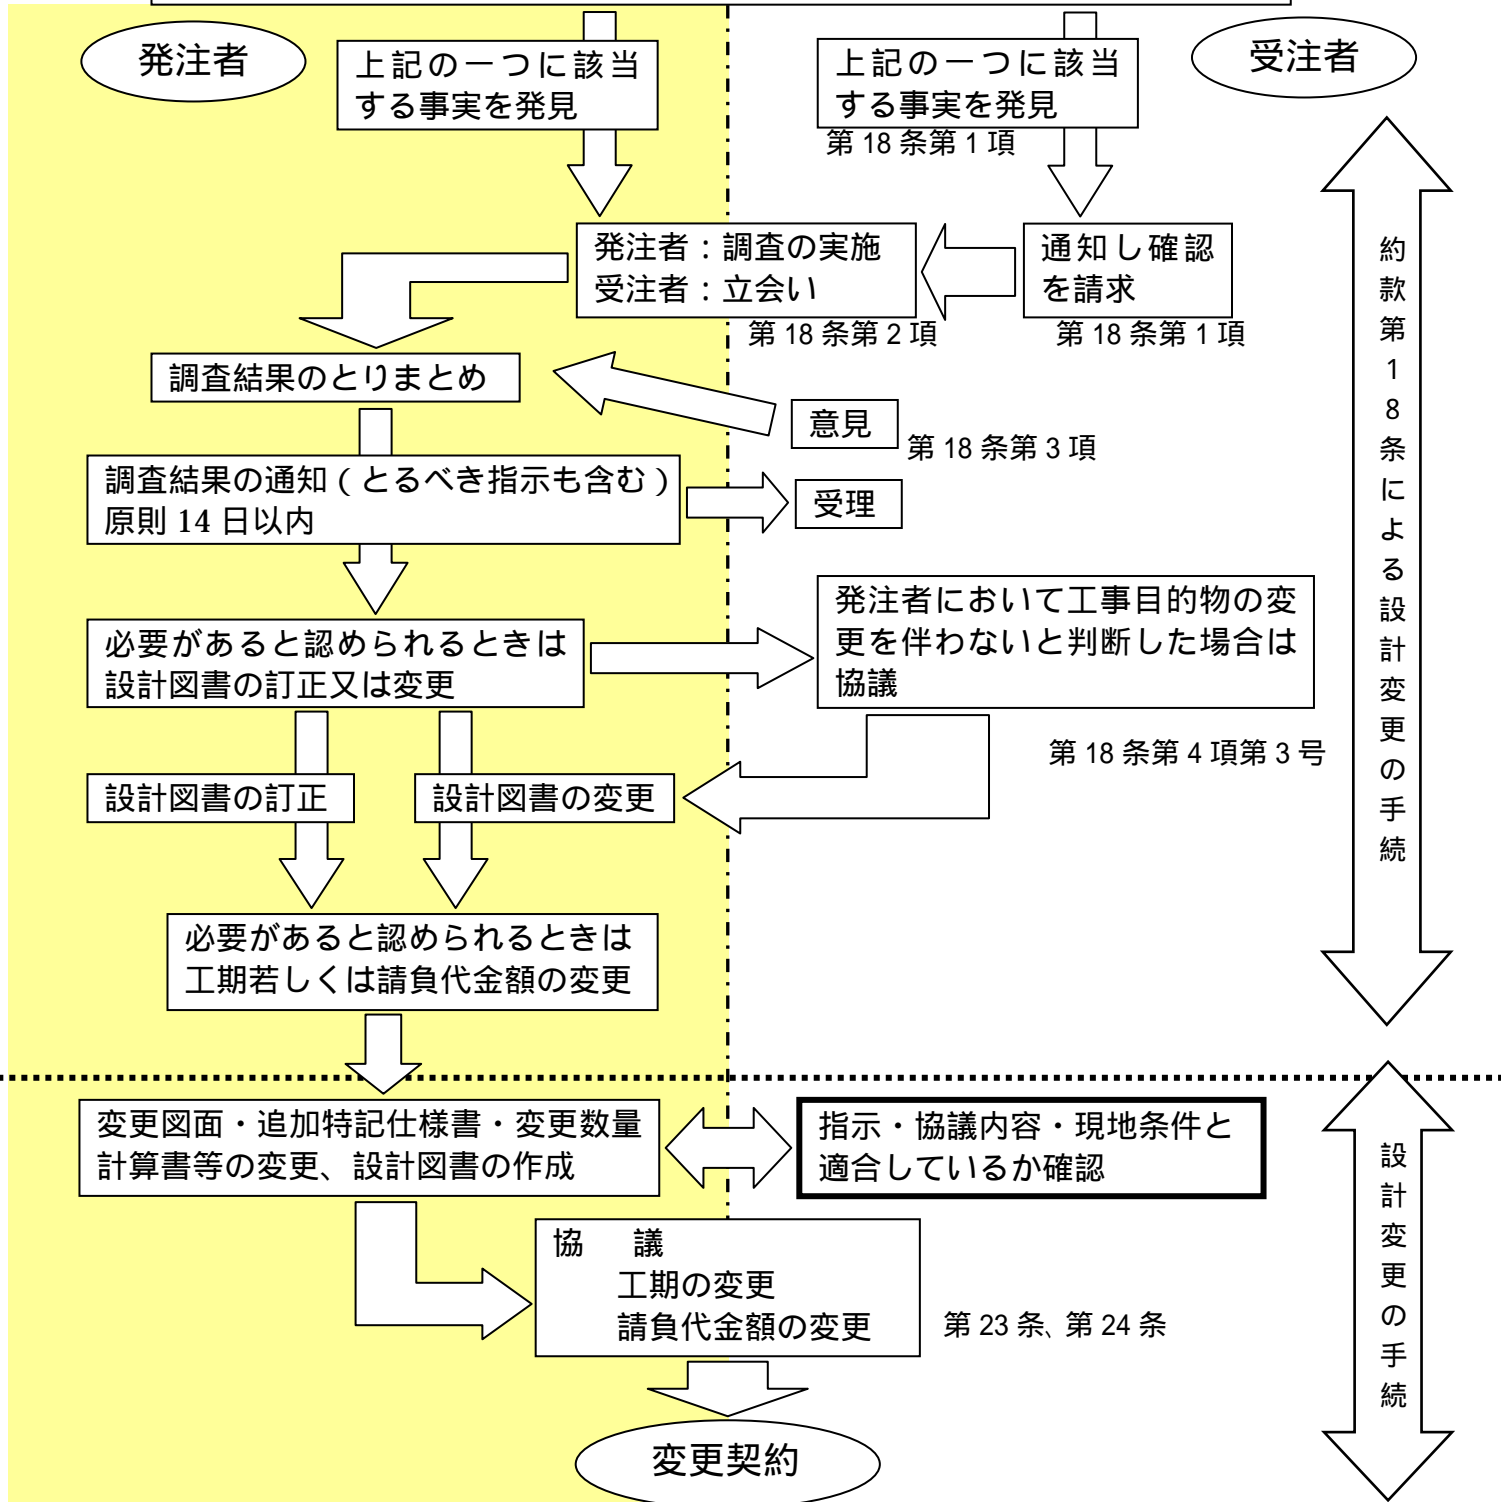 発注者
受注者
上記の一つに該当
する事実を発見
上記の一つに該当
する事実を発見
第18条第1項
発注者：調査の実施
受注者：立会い
第18条第2項
通知し確認
を請求
第18条第1項
調査結果のとりまとめ
意見
第18条第3項
調査結果の通知（とるべき指示も含む）
原則14日以内
受理
必要があると認められるときは
設計図書の訂正又は変更
発注者において工事目的物の変
更を伴わないと判断した場合は
協議
第18条第4項第3号
設計図書の訂正
設計図書の変更
必要があると認められるときは
工期若しくは請負代金額の変更
約款第18条による設計変更の手続
変更図面・追加特記仕様書・変更数量
計算書等の変更、設計図書の作成
指示・協議内容・現地条件と
適合しているか確認
協　議
工期の変更
請負代金額の変更
第23条、第24条
変更契約
設計変更の手続